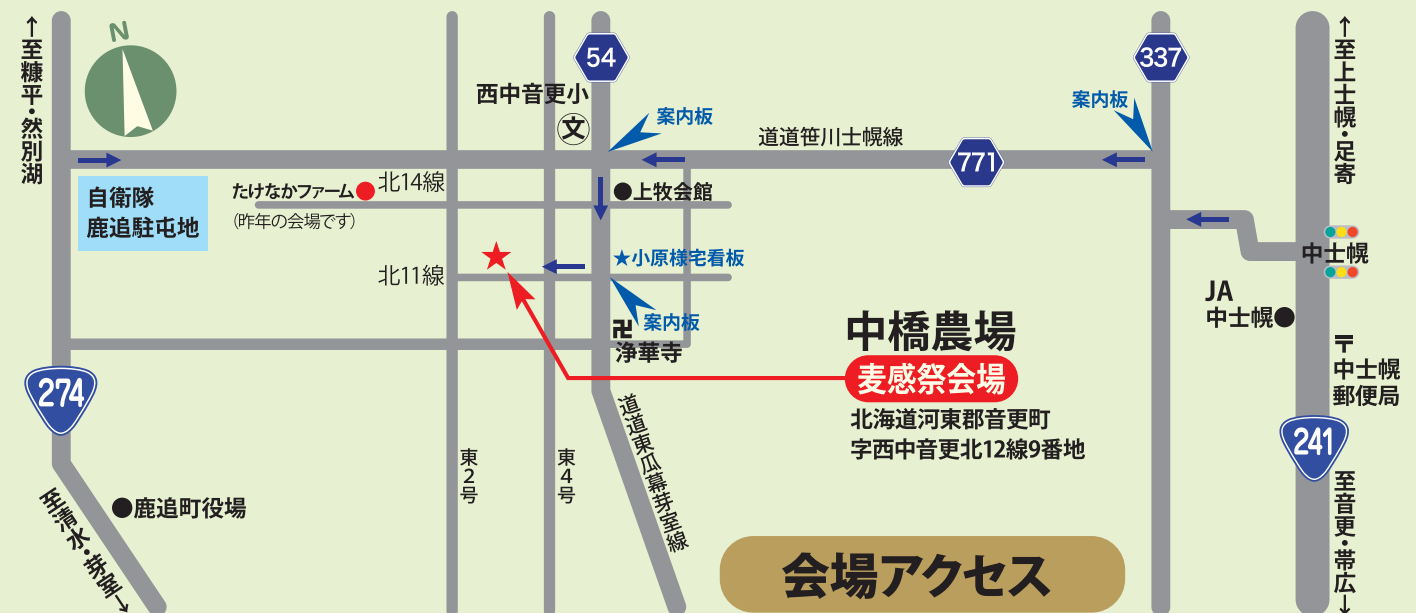 ↑至糠平・然別湖
N
54
337
↑至上士幌・足寄
西中音更小
文
案内板
案内板
道道笹川士幌線
771
自衛隊
鹿追駐屯地
たけなかファーム
(昨年の会場です)
北14線
上牧会館
★小原様宅看板
中士幌
北11線
案内板
卍
浄華寺
中橋農場
麦感祭会場
北海道河東郡音更町
字西中音更北12線9番地
JA
中士幌
〒
中士幌
郵便局
274
241
道道東瓜幕芽室線
東2号
東4号
鹿追町役場
至清水・芽室→
至音更・帯広↓
会場アクセス